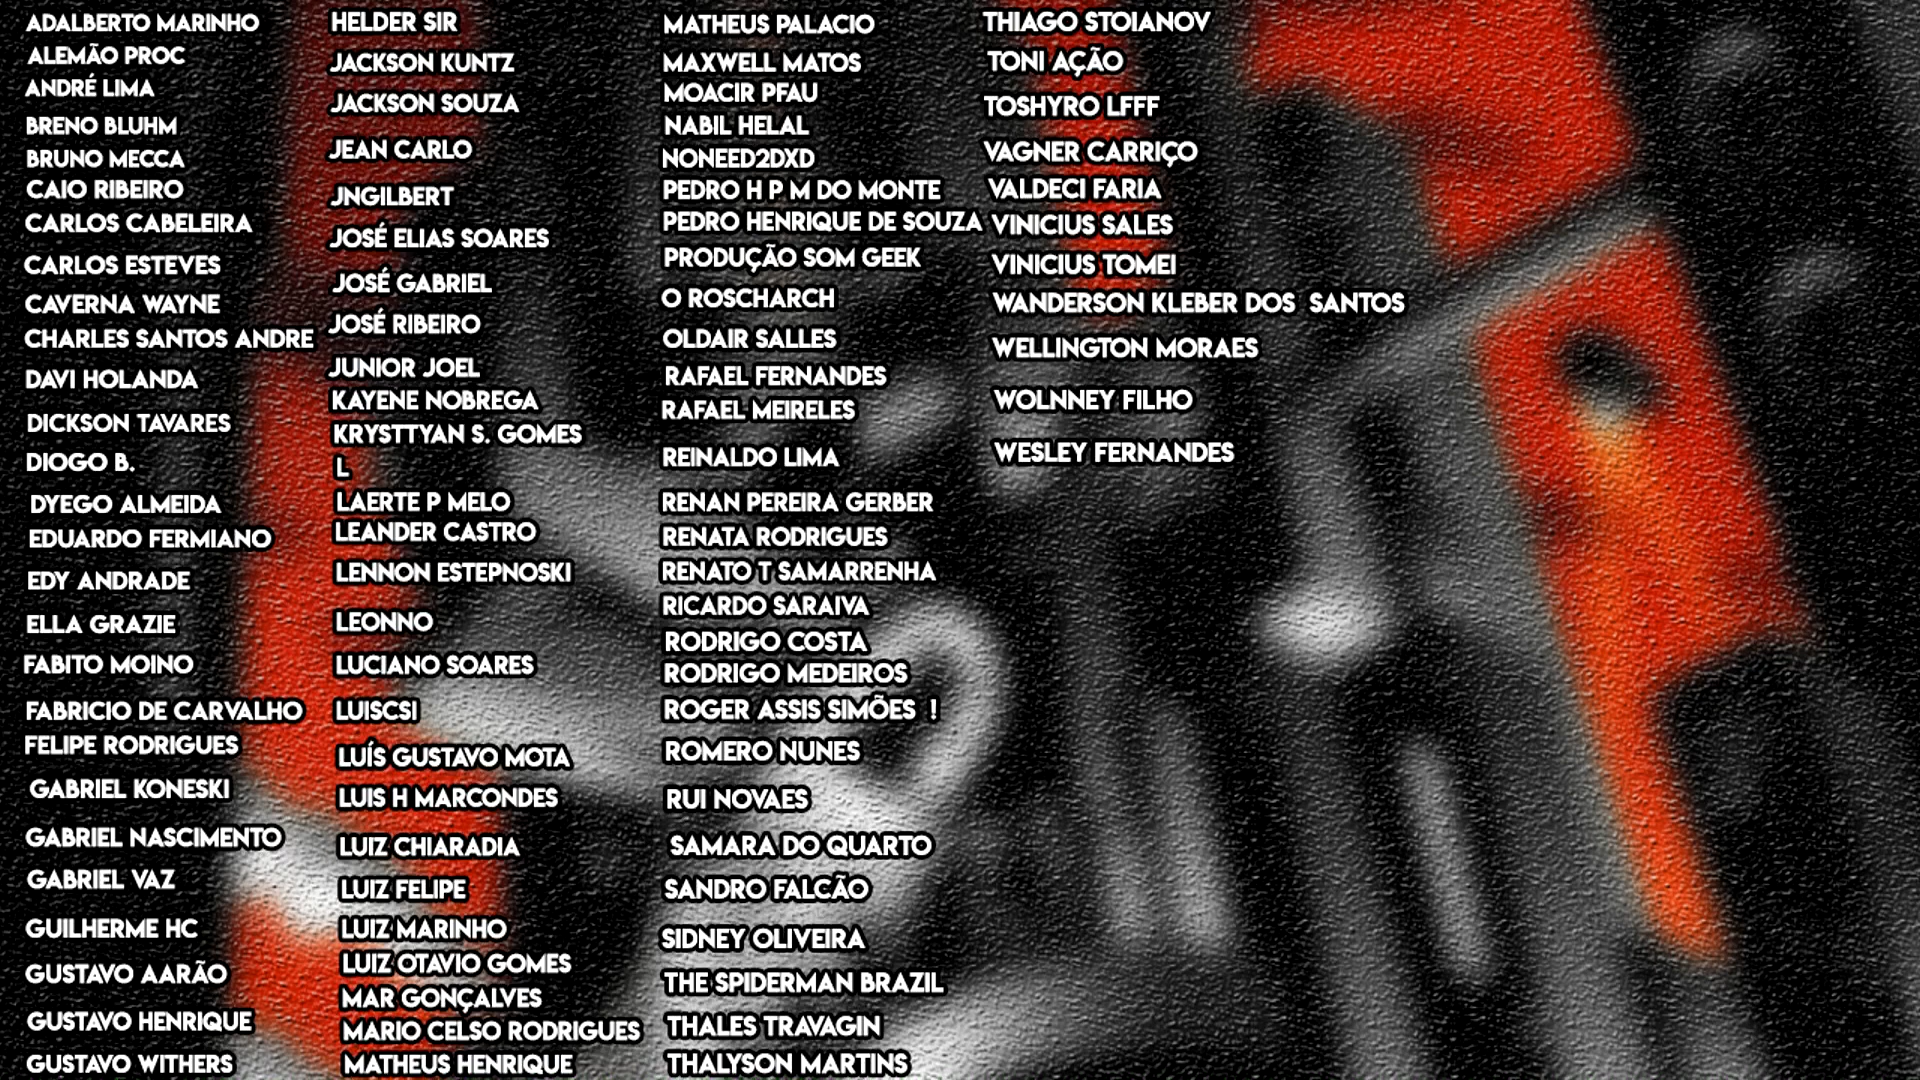 ADALBERTO MARINHO
ALEMÃO PROC
ANDRÉ LIMA
BRENO BLUHM
BRUNO MECCA
CAIO RIBEIRO
CARLOS CABELEIRA
CARLOS ESTEVES
CAVERNA WAYNE
CHARLES SANTOS ANDRE
DAVI HOLANDA
DICKSON TAVARES
DIOGO B.
DYEGO ALMEIDA
EDUARDO FERMIANO
EDY ANDRADE
ELLA GRAZIE
FABITO MOINO
FABRICIO DE CARVALHO
FELIPE RODRIGUES
GABRIEL KONESKI
GABRIEL NASCIMENTO
GABRIEL VAZ
GUILHERME HC
GUSTAVO AARÃO
GUSTAVO HENRIQUE
GUSTAVO WITHERS
HELDER SIR
JACKSON KUNTZ
JACKSON SOUZA
JEAN CARLO
JNGILBERT
JOSÉ ELIAS SOARES
JOSÉ GABRIEL
JOSÉ RIBEIRO
JUNIOR JOEL
KAYENE NOBREGA
KRYSTTYAN S. GOMES
L
LAERTE P MELO
LEANDER CASTRO
LENNON ESTEPNOSKI
LEONNO
LUCIANO SOARES
LUISCSI
LUÍS GUSTAVO MOTA
LUIS H MARCONDES
LUIZ CHIARADIA
LUIZ FELIPE
LUIZ MARINHO
LUIZ OTAVIO GOMES
MAR GONÇALVES
MARIO CELSO RODRIGUES
MATHEUS HENRIQUE
MATHEUS PALACIO
MAXWELL MATOS
MOACIR PFAU
NABIL HELAL
NONEED2DXD
PEDRO H P M DO MONTE
PEDRO HENRIQUE DE SOUZA
PRODUÇÃO SOM GEEK
O ROSCHARCH
OLDAIR SALLES
RAFAEL FERNANDES
RAFAEL MEIRELES
REINALDO LIMA
RENAN PEREIRA GERBER
RENATA RODRIGUES
RENATO T SAMARRENHA
RICARDO SARAIVA
RODRIGO COSTA
RODRIGO MEDEIROS
ROGER ASSIS SIMÕES !
ROMERO NUNES
RUI NOVAES
SAMARA DO QUARTO
SANDRO FALCÃO
SIDNEY OLIVEIRA
THE SPIDERMAN BRAZIL
THALES TRAVAGIN
THALYSON MARTINS
THIAGO STOIANOV
TONI AÇÃO
TOSHYRO LFFF
VAGNER CARRIÇO
VALDECI FARIA
VINICIUS SALES
VINICIUS TOMEI
WANDERSON KLEBER DOS SANTOS
WELLINGTON MORAES
WOLNNEY FILHO
WESLEY FERNANDES